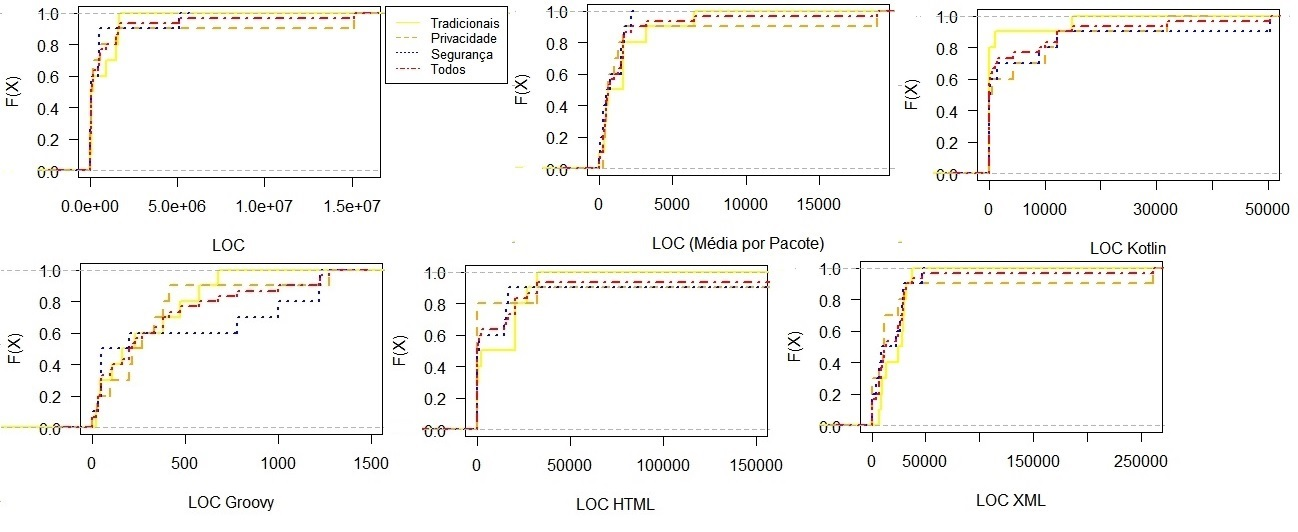 F(X)
1.0
0.8
0.6
0.4
0.2
0.0
0.0e+00 5.0e+06 1.0e+07 1.5e+07
LOC
Tradicionais
Privacidade
Segurança
Todos
F(X)
1.0
0.8
0.6
0.4
0.2
0.0
0 5000 10000 15000
LOC (Média por Pacote)
F(X)
1.0
0.8
0.6
0.4
0.2
0.0
0 10000 30000 50000
LOC Kotlin
F(X)
1.0
0.8
0.6
0.4
0.2
0.0
0 500 1000 1500
LOC Groovy
F(X)
1.0
0.8
0.6
0.4
0.2
0.0
0 50000 100000 150000
LOC HTML
F(X)
1.0
0.8
0.6
0.4
0.2
0.0
0 50000 150000 250000
LOC XML